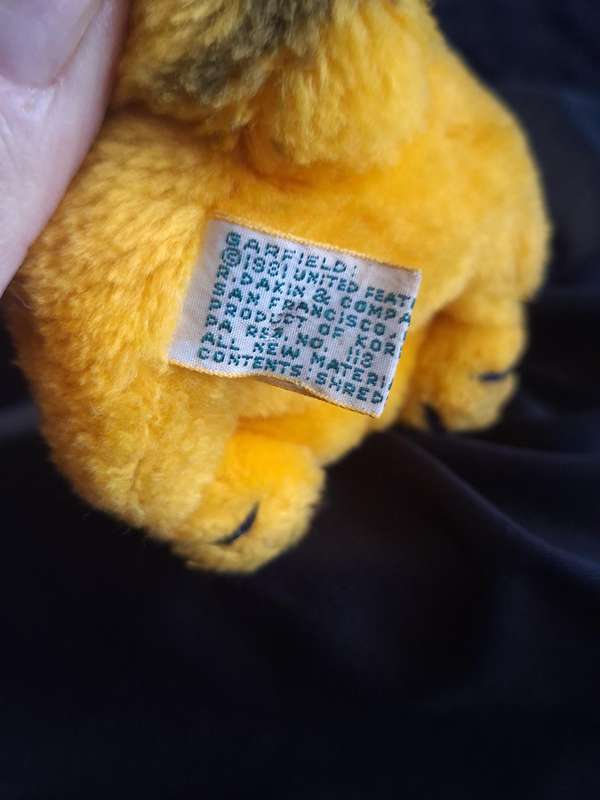 GARFIELD:
© 1981 UNITED FEAT
DAKIN & COMPA
SAN FRANCISCO,
PRODUCT OF KOR
PA. REG NO. 112
ALL NEW MATERI
CONTENTS: SHRED